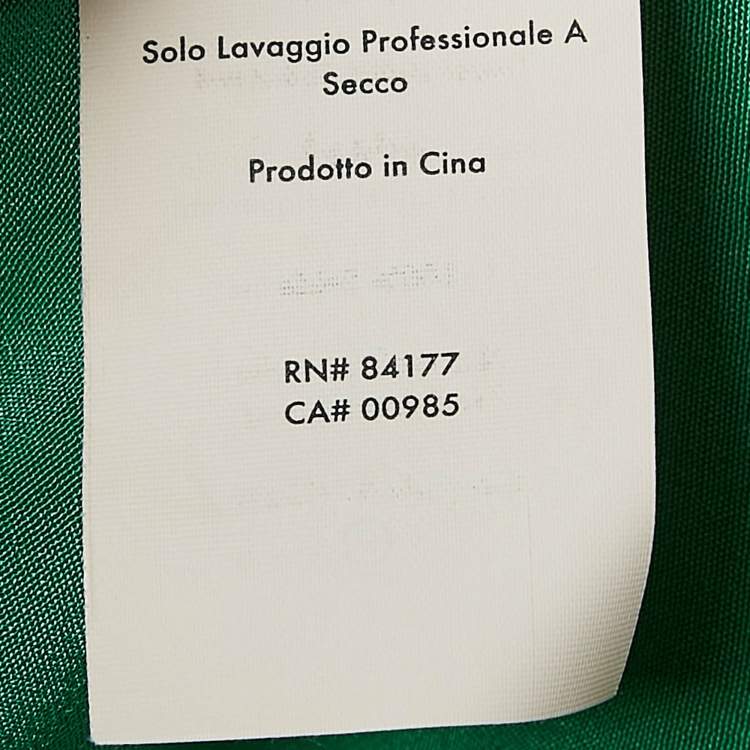 Solo Lavaggio Professionale A
Secco
Prodotto in Cina
RN# 84177
CA# 00985